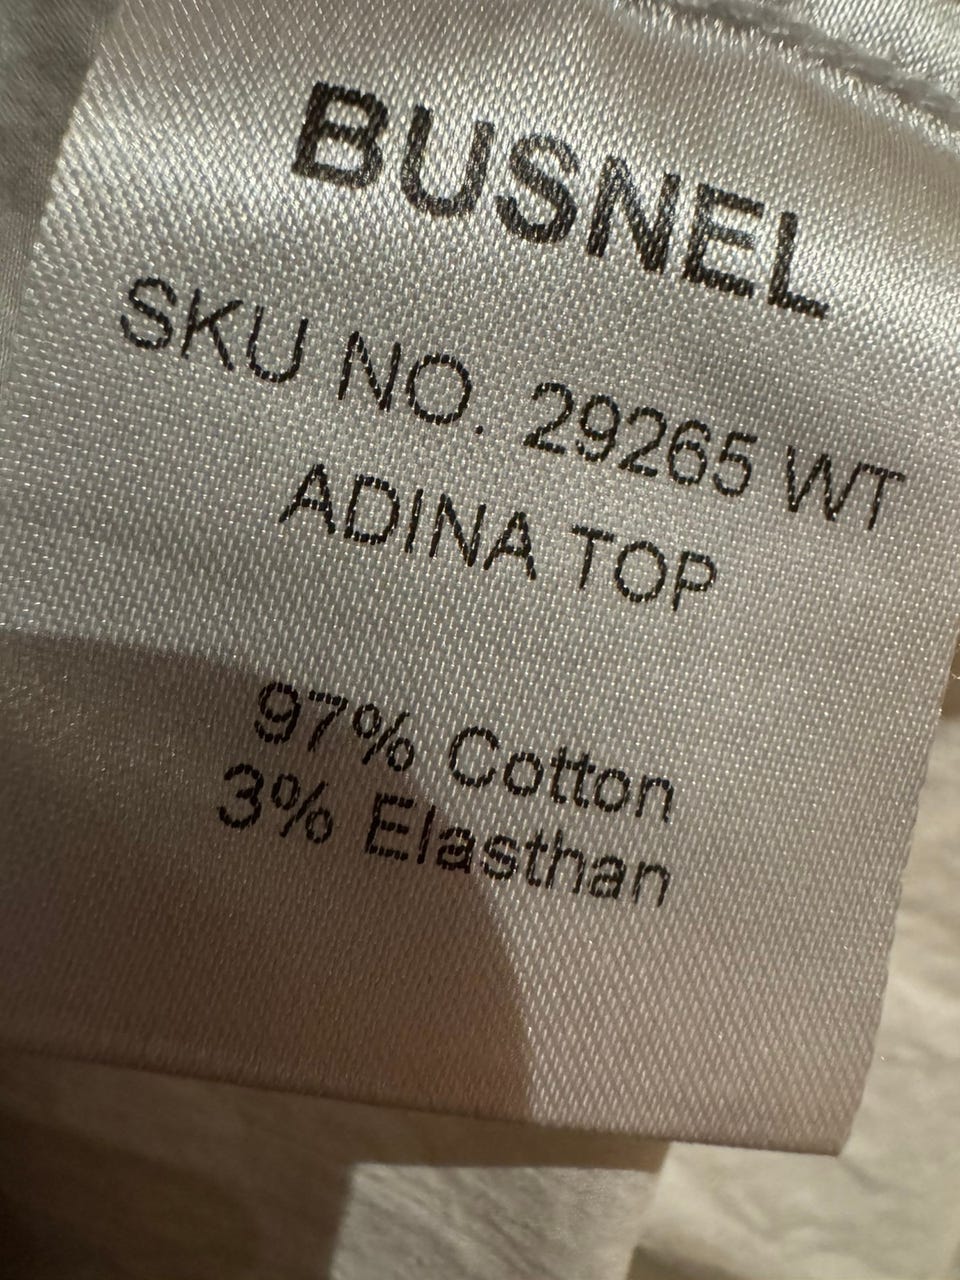 BUSNEL
SKU NO. 29265 WT
ADINA TOP
97% Cotton
3% Elasthan